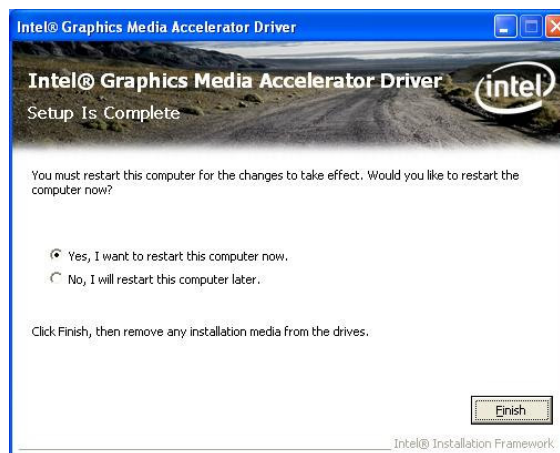 Intel® Graphics Media Accelerator Driver
Intel® Graphics Media Accelerator Driver
Setup Is Complete
intel
You must restart this computer for the changes to take effect. Would you like to restart the
computer now?
Yes, I want to restart this computer now.
No, I will restart this computer later.
Click Finish, then remove any installation media from the drives.
Finish
Intel® Installation Framework